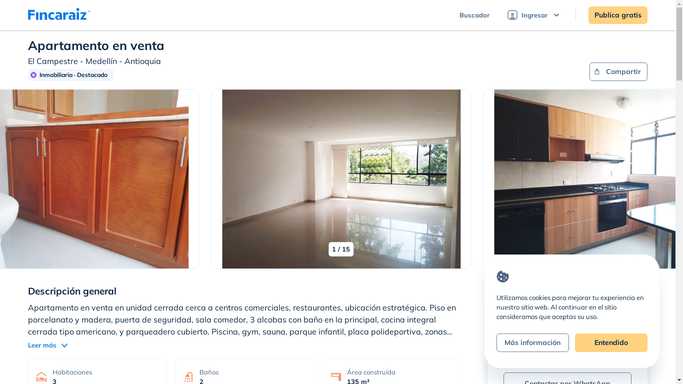 Fincaraiz
Buscador
Ingresar
Publica gratis
Apartamento en venta
El Campestre - Medellín - Antioquia
Inmobiliaria · Destacado
Compartir
1 / 15
Descripción general
Apartamento en venta en unidad cerrada cerca a centros comerciales, restaurantes, ubicación estratégica. Piso en
porcelanato y madera, puerta de seguridad, sala comedor, 3 alcobas con baño en la principal, cocina integral
cerrada tipo americano, y parqueadero cubierto. Piscina, gym, sauna, parque infantil, placa polideportiva, zonas...
Leer más
Habitaciones
3
Baños
2
Área construida
135 m²
Utilizamos cookies para mejorar tu experiencia en
nuestro sitio web. Al continuar en el sitio
consideramos que aceptas su uso.
Más información
Entendido
Contactar por WhatsApp